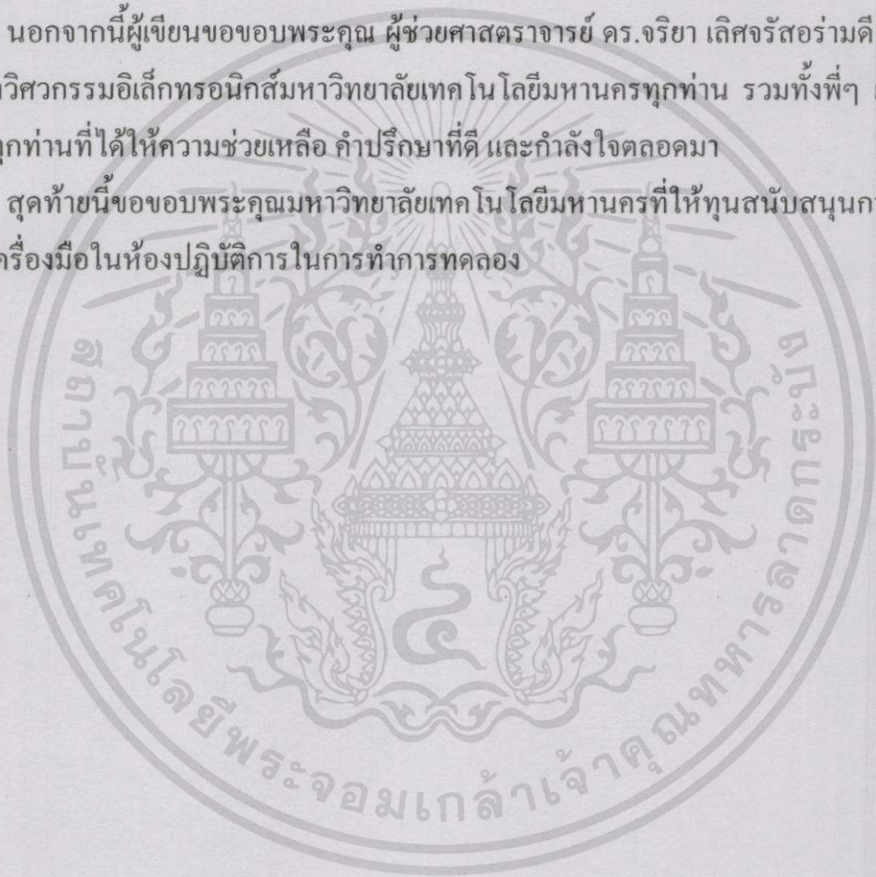 นอกจากนี้ผู้เขียนขอขอบพระคุณ ผู้ช่วยศาสตราจารย์ ดร.จริยา เลิศจรัสอร่ามดี
วิศวกรรมอิเล็กทรอนิกส์มหาวิทยาลัยเทคโนโลยีมหานครทุกท่าน รวมทั้งพี่ๆ
ทุกท่านที่ได้ให้ความช่วยเหลือ คำปรึกษาที่ดี และกำลังใจตลอดมา
สุดท้ายนี้ขอขอบพระคุณมหาวิทยาลัยเทคโนโลยีมหานครที่ให้ทุนสนับสนุน
เครื่องมือในห้องปฏิบัติการในการทำการทดลอง
๔
สถาบันเทคโนโลยีพระจอมเกล้าเจ้าคุณทหารลาดกระบัง